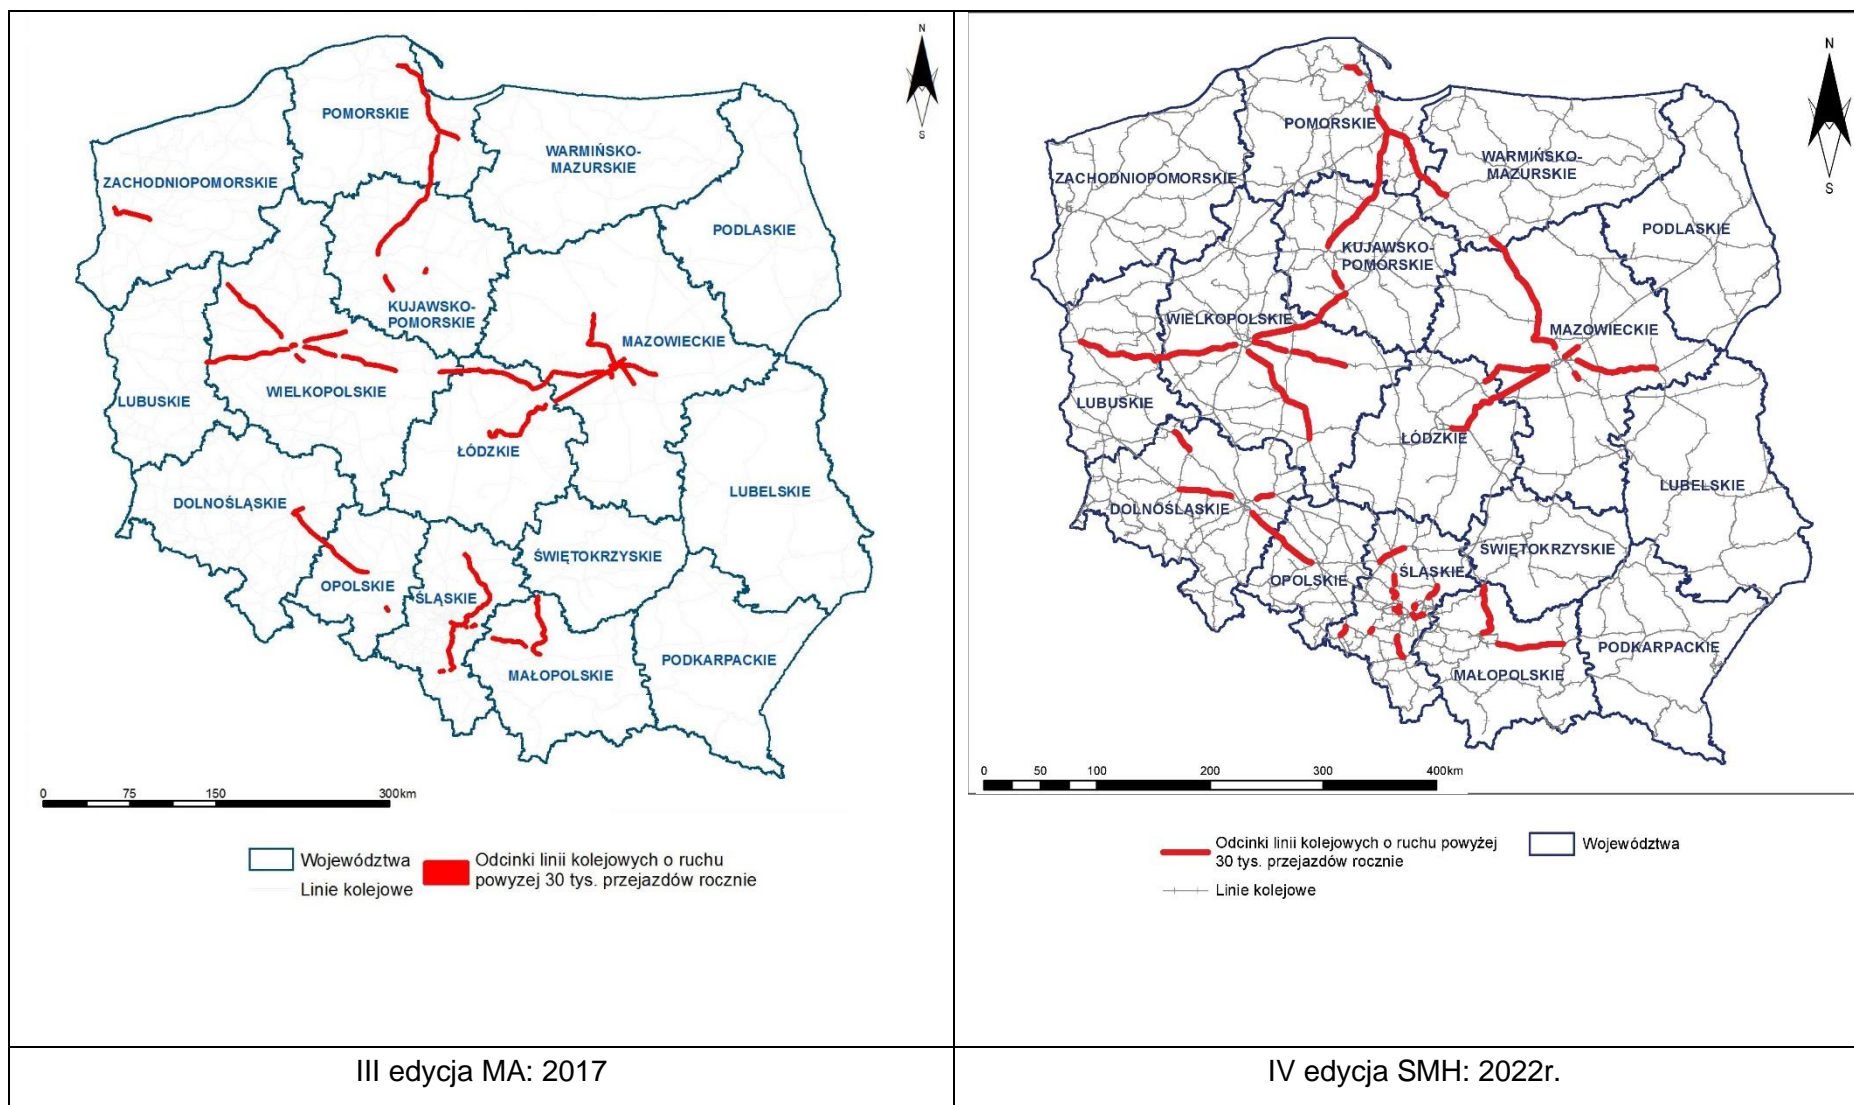 N
S
POMORSKIE
WARMIŃSKO-
MAZURSKIE
ZACHODNIOPOMORSKIE
PODLASKIE
KUJAWSKO-
POMORSKIE
MAZOWIECKIE
WIELKOPOLSKIE
LUBUSKIE
ŁÓDZKIE
LUBELSKIE
DOLNOŚLĄSKIE
ŚWIĘTOKRZYSKIE
OPOLSKIE
ŚLĄSKIE
PODKARPACKIE
MAŁOPOLSKIE
0 75 150 300km
Województwa
Linie kolejowe
Odcinki linii kolejowych o ruchu
powyzej 30 tys. przejazdów rocznie
III edycja MA: 2017
N
S
POMORSKIE
WARMIŃSKO-
MAZURSKIE
ZACHODNIOPOMORSKIE
PODLASKIE
KUJAWSKO-
POMORSKIE
WIELKOPOLSKIE
MAZOWIECKIE
LUBUSKIE
ŁÓDZKIE
LUBELSKIE
DOLNOŚLĄSKIE
ŚWIĘTOKRZYSKIE
OPOLSKIE
ŚLĄSKIE
PODKARPACKIE
MAŁOPOLSKIE
0 50 100 200 300 400km
Odcinki linii kolejowych o ruchu powyżej
30 tys. przejazdów rocznie
Linie kolejowe
Województwa
IV edycja SMH: 2022r.